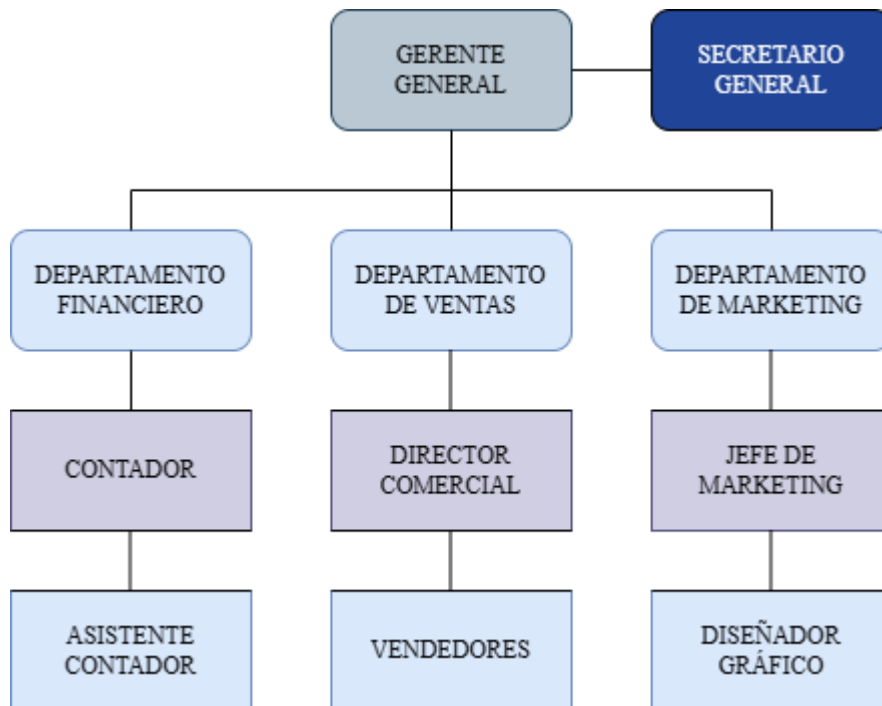 GERENTE
GENERAL
SECRETARIO
GENERAL
DEPARTAMENTO
FINANCIERO
DEPARTAMENTO
DE VENTAS
DEPARTAMENTO
DE MARKETING
CONTADOR
DIRECTOR
COMERCIAL
JEFE DE
MARKETING
ASISTENTE
CONTADOR
VENDEDORES
DISEÑADOR
GRÁFICO